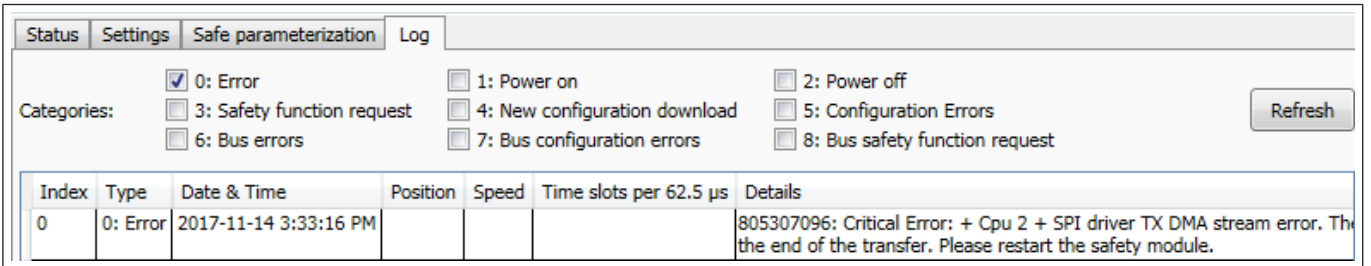 Status Settings Safe parameterization Log
0: Error 1: Power on 2: Power off
Categories: 3: Safety function request 4: New configuration download 5: Configuration Errors Refresh
6: Bus errors 7: Bus configuration errors 8: Bus safety function request
Index Type Date & Time Position Speed Time slots per 62.5 µs Details
0 0: Error 2017-11-14 3:33:16 PM 805307096: Critical Error: + Cpu 2 + SPI driver TX DMA stream error.
the end of the transfer. Please restart the safety module.